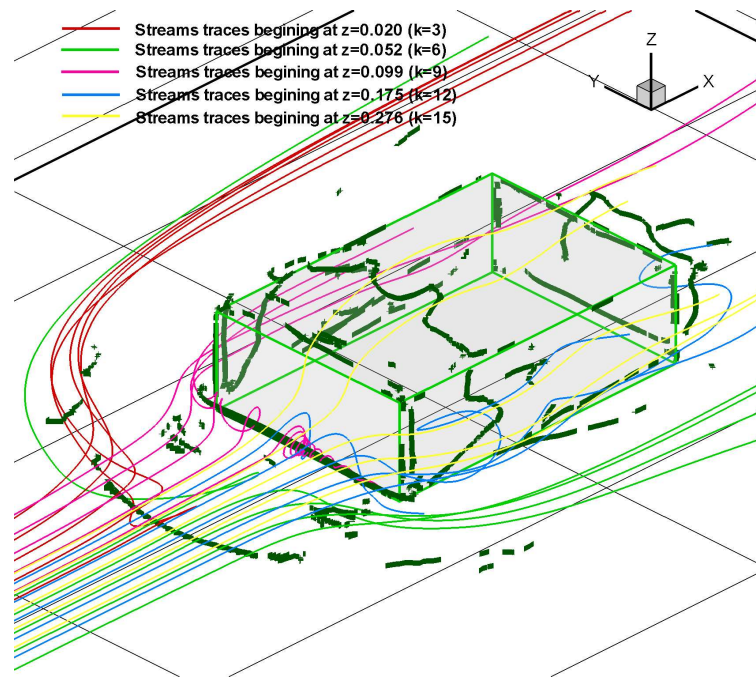 Streams traces begining at z=0.020 (k=3)
Streams traces begining at z=0.052 (k=6)
Streams traces begining at z=0.099 (k=9)
Streams traces begining at z=0.175 (k=12)
Streams traces begining at z=0.276 (k=15)
Z
Y
X